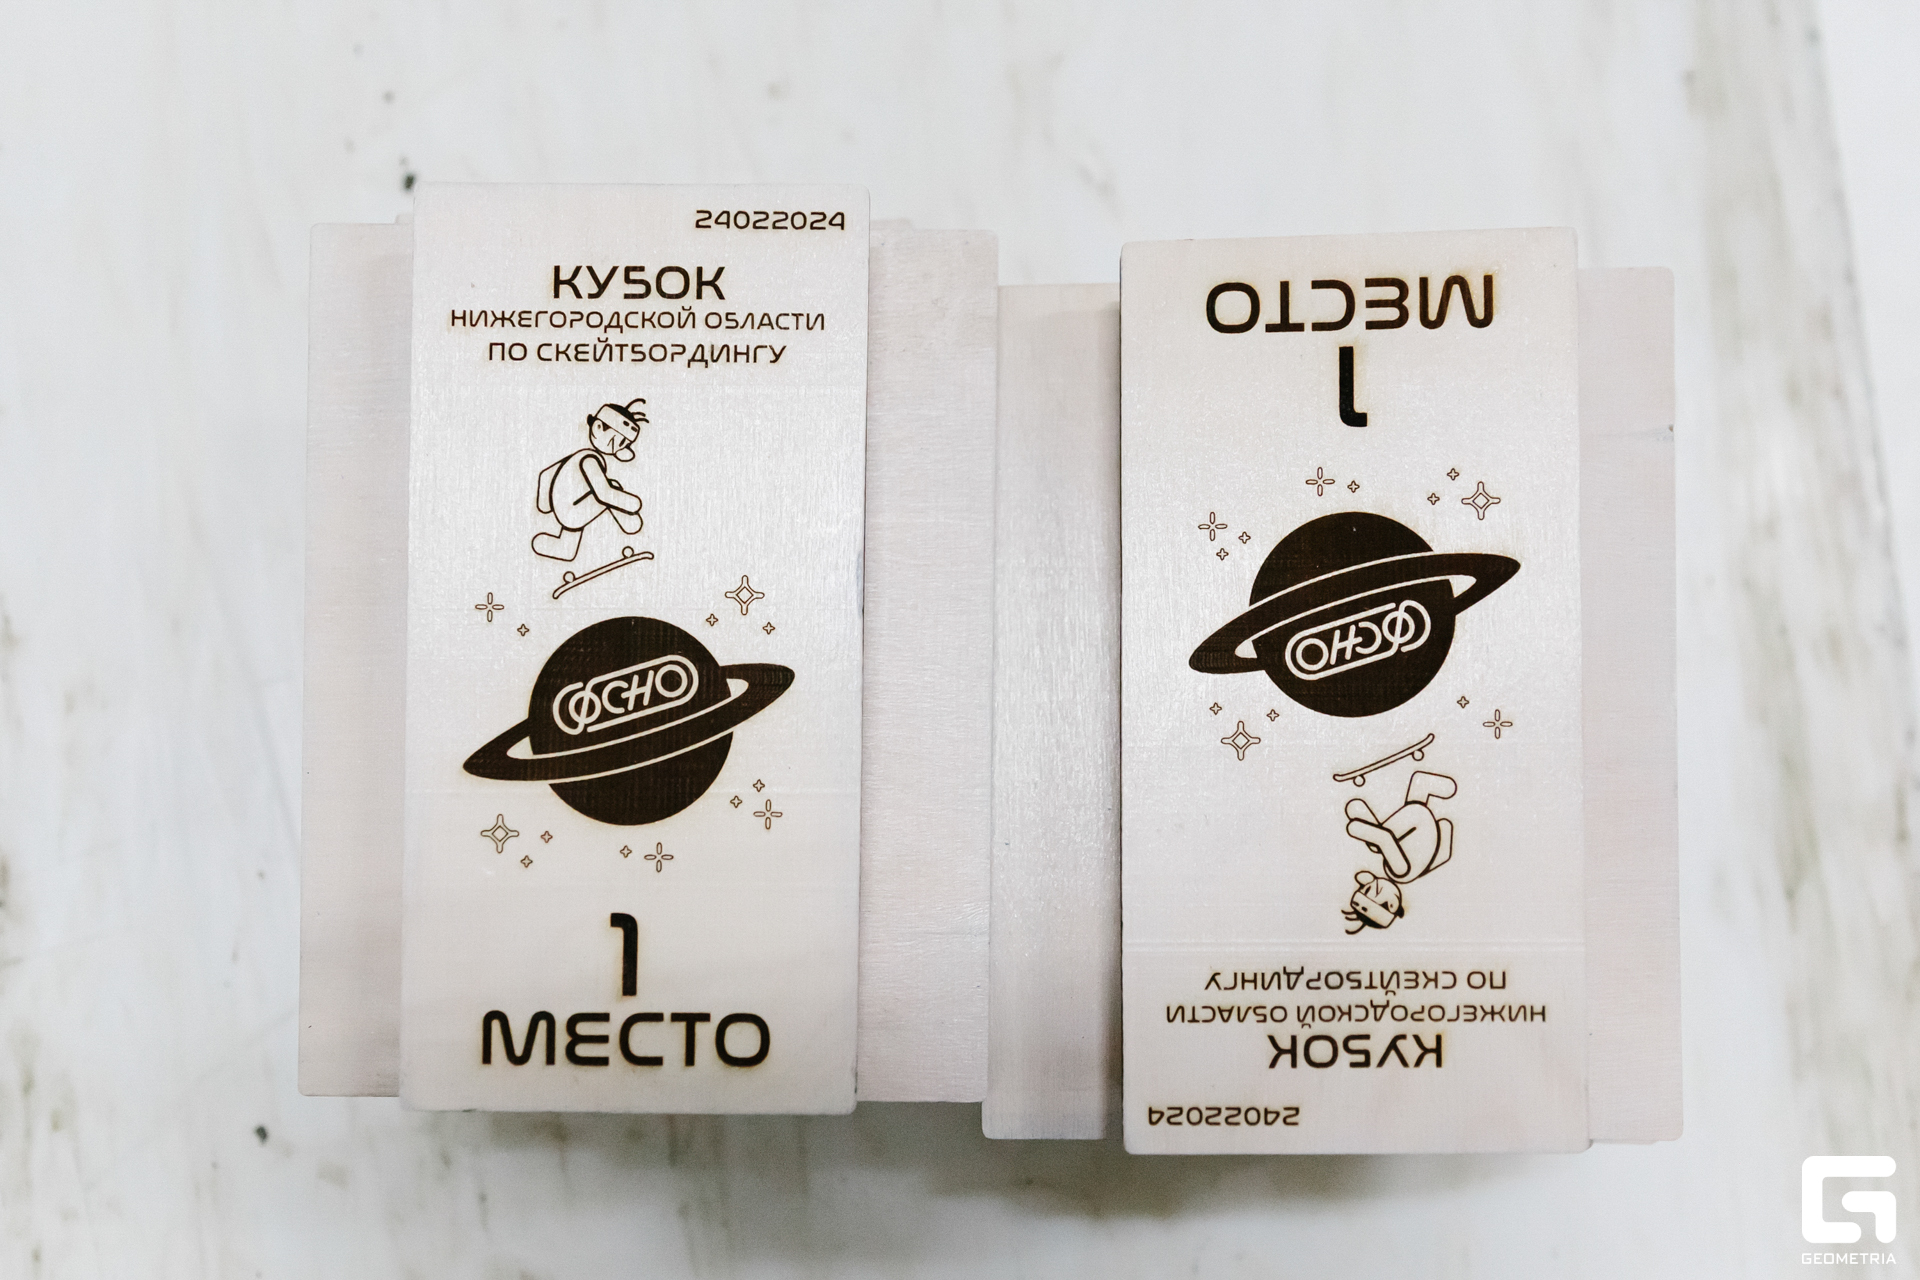 24022024
КУБОК
НИЖЕГОРОДСКОЙ ОБЛАСТИ
ПО СКЕЙТБОРДИНГУ
ОСНО
1
МЕСТО
24022024
КУБОК
НИЖЕГОРОДСКОЙ ОБЛАСТИ
ПО СКЕЙТБОРДИНГУ
ОСНО
1
МЕСТО
GEOMETRIA